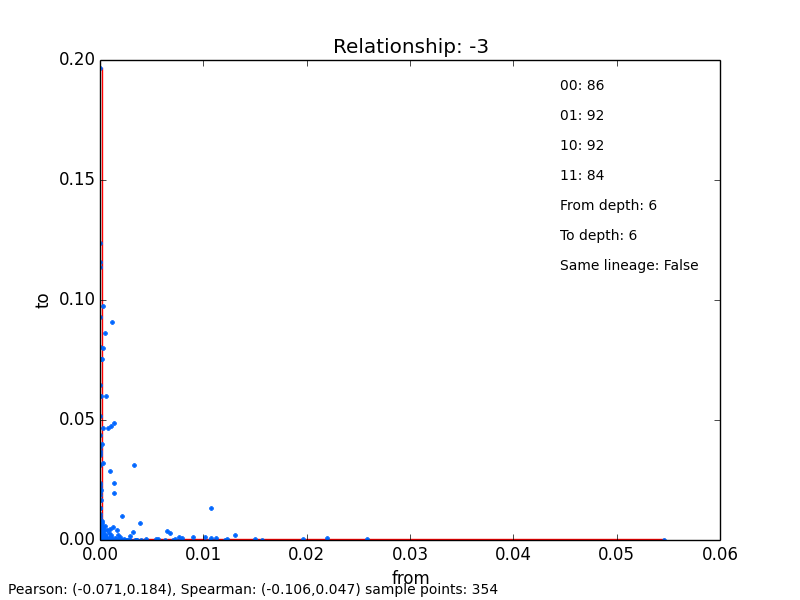 Relationship: -3
0.20
0.15
0.10
0.05
0.00
to
00: 86
01: 92
10: 92
11: 84
From depth: 6
To depth: 6
Same lineage: False
0.00 0.01 0.02 0.03 0.04 0.05 0.06
from
Pearson: (-0.071,0.184), Spearman: (-0.106,0.047) sample points: 354